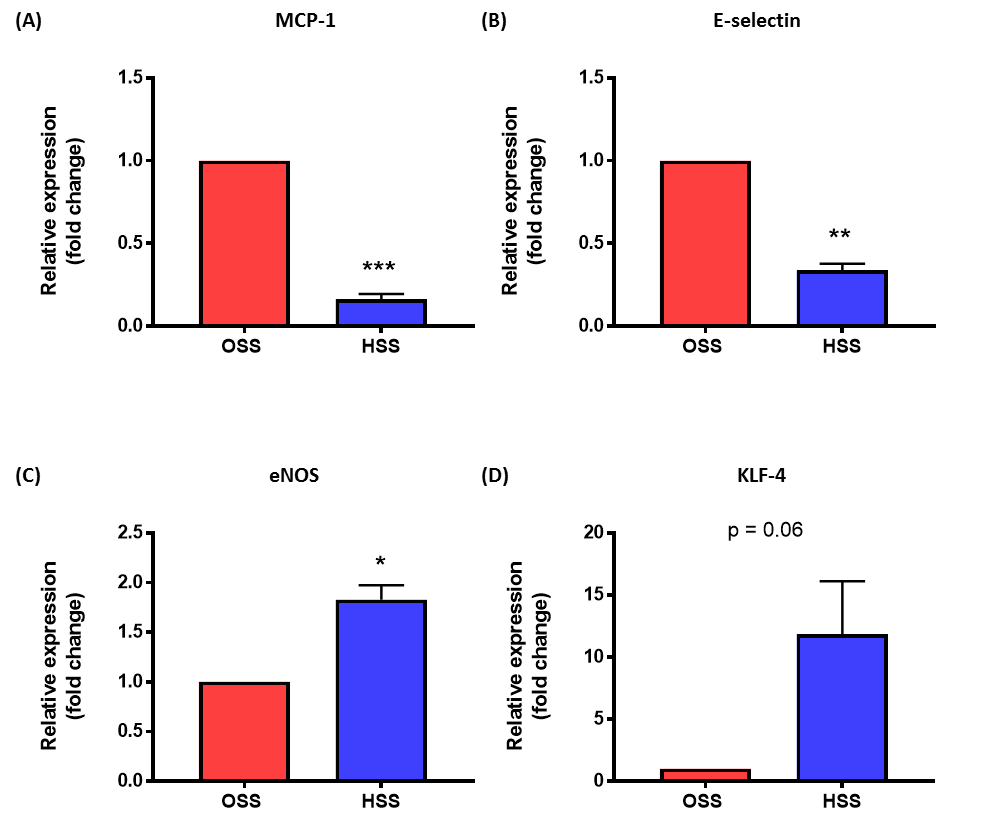 (A)
MCP-1
Relative expression
(fold change)
1.5
1.0
0.5
0.0
***
OSS
HSS
(B)
E-selectin
Relative expression
(fold change)
1.5
1.0
0.5
0.0
**
OSS
HSS
(C)
eNOS
Relative expression
(fold change)
2.5
2.0
1.5
1.0
0.5
0.0
*
OSS
HSS
(D)
KLF-4
Relative expression
(fold change)
20
15
10
5
0
p = 0.06
OSS
HSS